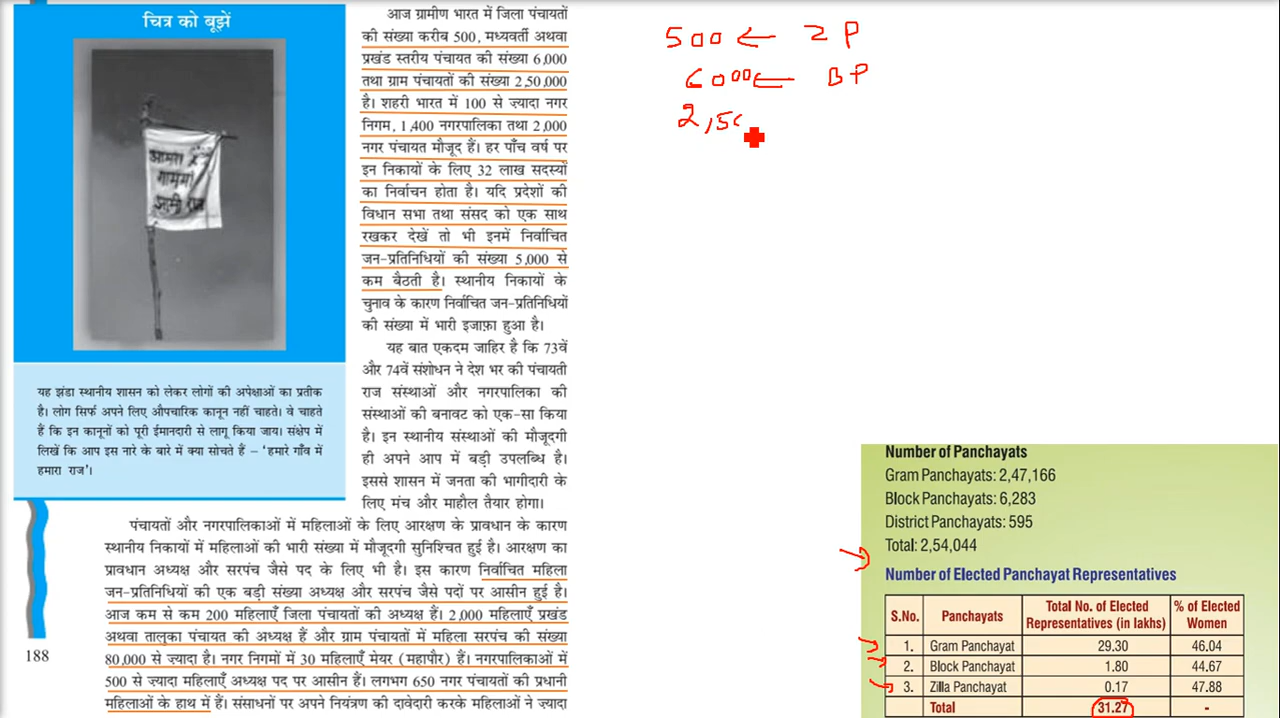 चित्र को बूझें
आमरा
गाममां
आमी राज
यह झंडा स्थानीय शासन को लेकर लोगों की अपेक्षाओं का प्रतीक
है। लोग सिर्फ अपने लिए औपचारिक कानून नहीं चाहते। वे चाहते
हैं कि इन कानूनों को पूरी ईमानदारी से लागू किया जाय। संक्षेप में
लिखें कि आप इस नारे के बारे में क्या सोचते हैं – 'हमारे गाँव में
हमारा राज'।
आज ग्रामीण भारत में जिला पंचायतों
की संख्या करीब 500, मध्यवर्ती अथवा
प्रखंड स्तरीय पंचायत की संख्या 6,000
तथा ग्राम पंचायतों की संख्या 2,50,000
है। शहरी भारत में 100 से ज़्यादा नगर
निगम, 1,400 नगरपालिका तथा 2,000
नगर पंचायत मौजूद हैं। हर पाँच वर्ष पर
इन निकायों के लिए 32 लाख सदस्यों
का निर्वाचन होता है। यदि प्रदेशों की
विधान सभा तथा संसद को एक साथ
रखकर देखें तो भी इनमें निर्वाचित
जन-प्रतिनिधियों की संख्या 5,000 से
कम बैठती है। स्थानीय निकायों के
चुनाव के कारण निर्वाचित जन-प्रतिनिधियों
की संख्या में भारी इजाफ़ा हुआ है।
यह बात एकदम जाहिर है कि 73वें
और 74वें संशोधन ने देश भर की पंचायती
राज संस्थाओं और नगरपालिका की
संस्थाओं की बनावट को एक-सा किया
है। इन स्थानीय संस्थाओं की मौजूदगी
ही अपने आप में बड़ी उपलब्धि है।
इससे शासन में जनता की भागीदारी के
लिए मंच और माहौल तैयार होगा।
पंचायतों और नगरपालिकाओं में महिलाओं के लिए आरक्षण के प्रावधान के कारण
स्थानीय निकायों में महिलाओं की भारी संख्या में मौजूदगी सुनिश्चित हुई है। आरक्षण का
प्रावधान अध्यक्ष और सरपंच जैसे पद के लिए भी है। इस कारण निर्वाचित महिला
जन-प्रतिनिधियों की एक बड़ी संख्या अध्यक्ष और सरपंच जैसे पदों पर आसीन हुई है।
आज कम से कम 200 महिलाएँ जिला पंचायतों की अध्यक्ष हैं। 2,000 महिलाएँ प्रखंड
अथवा तालुका पंचायत की अध्यक्ष हैं और ग्राम पंचायतों में महिला सरपंच की संख्या
80,000 से ज़्यादा है। नगर निगमों में 30 महिलाएँ मेयर (महापौर) हैं। नगरपालिकाओं में
500 से ज्यादा महिलाएँ अध्यक्ष पद पर आसीन हैं। लगभग 650 नगर पंचायतों की प्रधानी
महिलाओं के हाथ में हैं। संसाधनों पर अपने नियंत्रण की दावेदारी करके महिलाओं ने ज्यादा
188
500 ← ZP
6000 ← BP
2,50
Number of Panchayats
Gram Panchayats: 2,47,166
Block Panchayats: 6,283
District Panchayats: 595
Total: 2,54,044
Number of Elected Panchayat Representatives
S.No. Panchayats Total No. of Elected Representatives (in lakhs) % of Elected Women
1. Gram Panchayat 29.30 46.04
2. Block Panchayat 1.80 44.67
3. Zilla Panchayat 0.17 47.88
Total 31.27 -